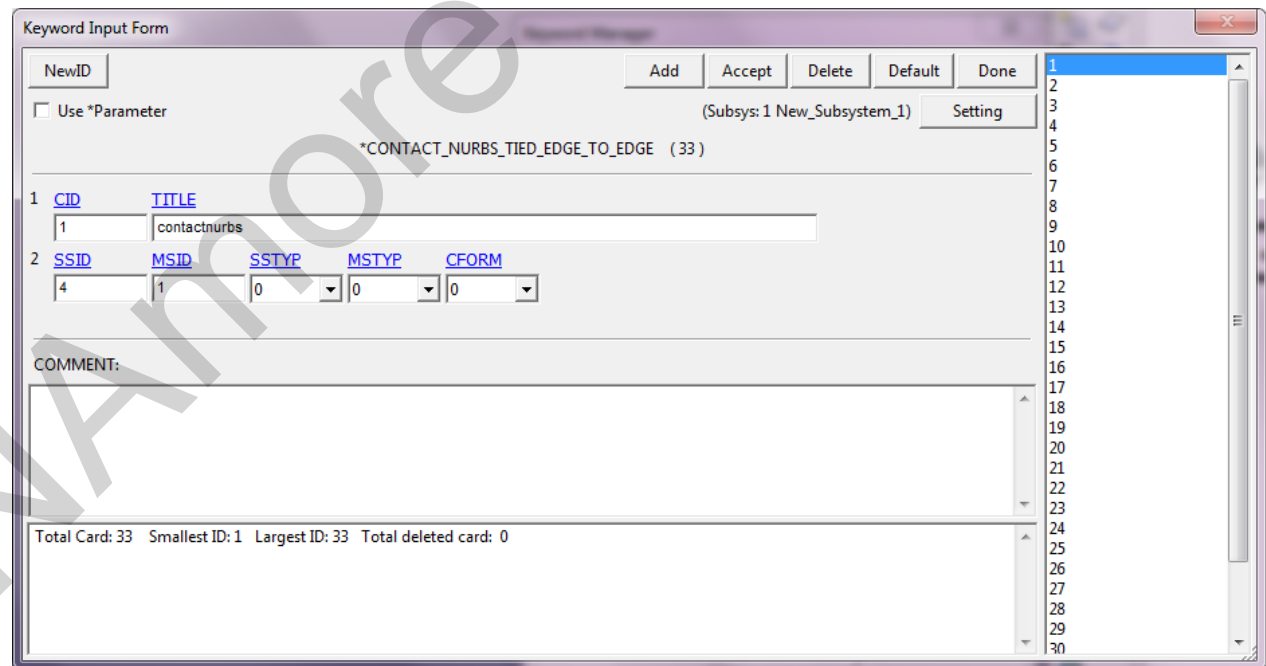 Keyword Input Form
Keyword Manager
NewID
Add
Accept
Delete
Default
Done
Use *Parameter
(Subsys: 1 New_Subsystem_1)
Setting
*CONTACT_NURBS_TIED_EDGE_TO_EDGE (33)
1 CID TITLE
1 contactnurbs
2 SSID MSID SSTYP MSTYP CFORM
4 1 0 0 0
COMMENT:
Total Card: 33 Smallest ID: 1 Largest ID: 33 Total deleted card: 0
1
2
3
4
5
6
7
8
9
10
11
12
13
14
15
16
17
18
19
20
21
22
23
24
25
26
27
28
29
30
NAmore